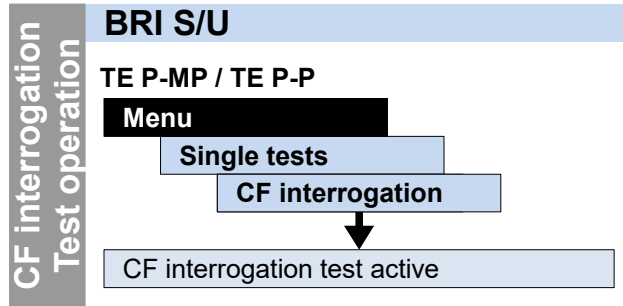 CF interrogation
Test operation
BRI S/U
TE P-MP / TE P-P
Menu
Single tests
CF interrogation
CF interrogation test active